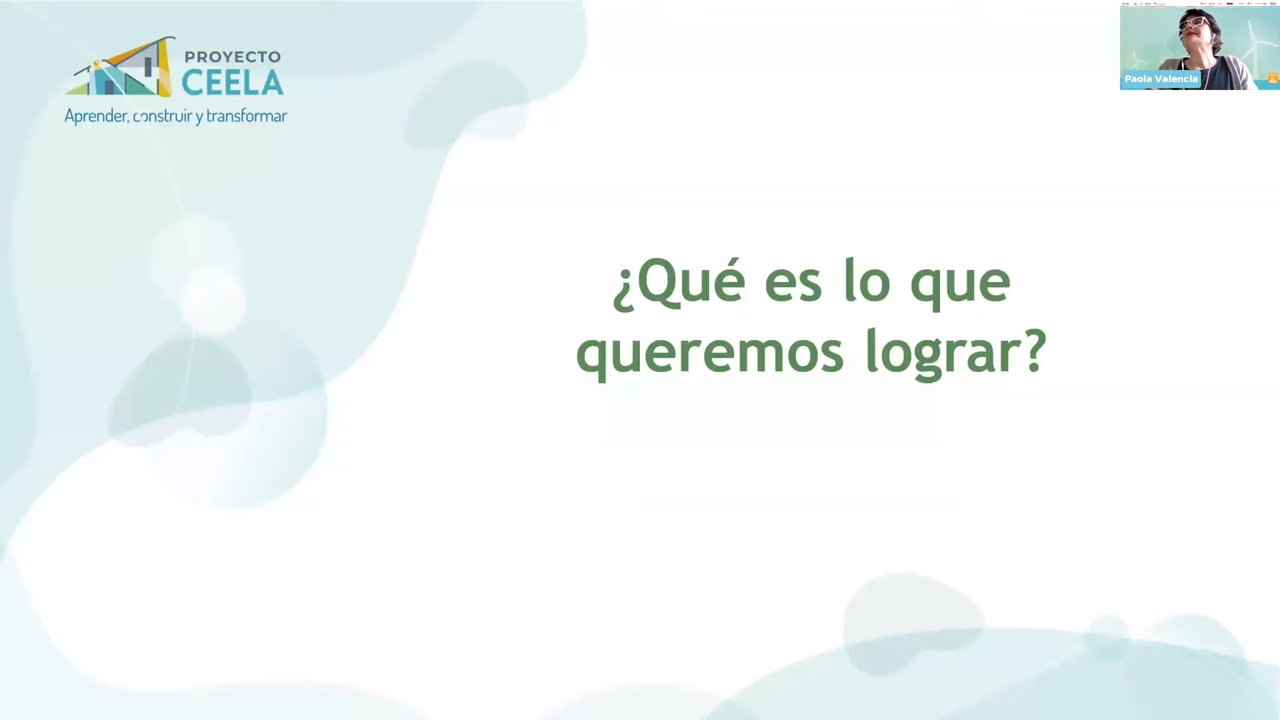 PROYECTO
CEELA
Aprender, construir y transformar
Paola Valencia
¿Qué es lo que
queremos lograr?